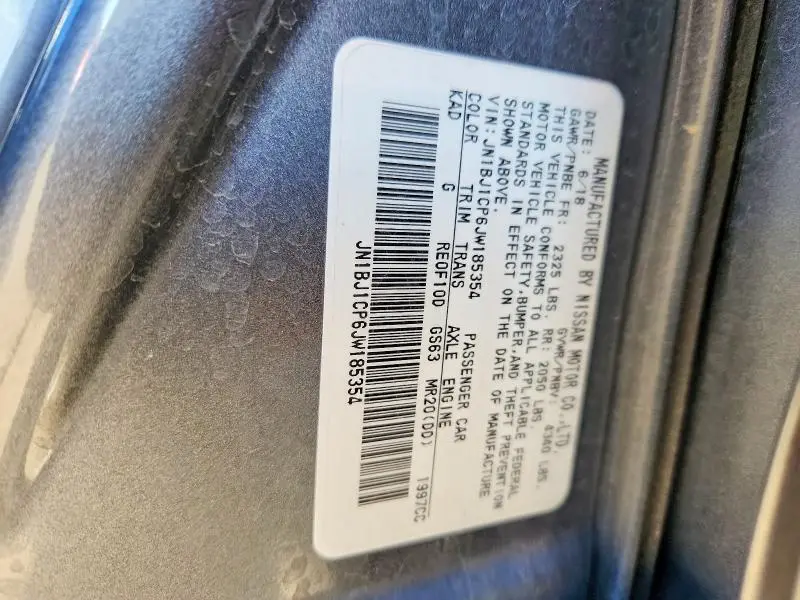 MANUFACTURED BY NISSAN MOTOR CO.,LTD.
DATE: 6/18 GVWR/PNBV: 4340 LBS.
GAWR/PNBE FR: 2325 LBS. RR: 2050 LBS.
THIS VEHICLE CONFORMS TO ALL APPLICABLE FEDERAL
MOTOR VEHICLE SAFETY,BUMPER,AND THEFT PREVENTION
STANDARDS IN EFFECT ON THE DATE OF MANUFACTURE
SHOWN ABOVE.
VIN:JN1BJ1CP6JW185354 PASSENGER CAR
COLOR TRIM TRANS AXLE ENGINE
KAD G RE0F10D GS63 MR20(DD) 1997CC
JN1BJ1CP6JW185354